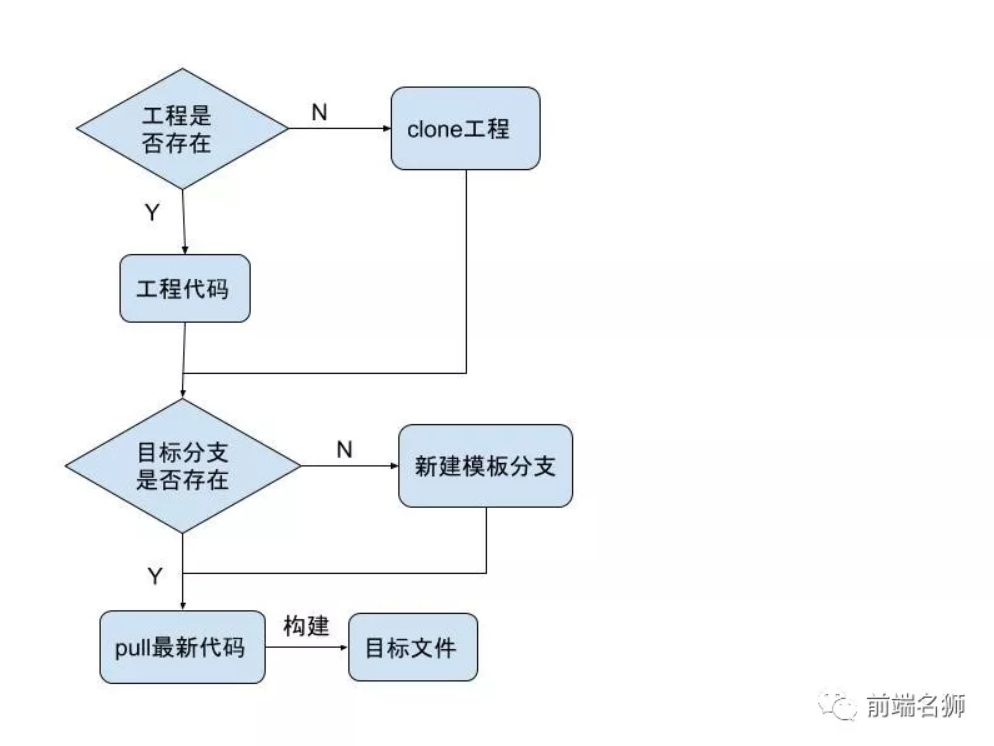 工程是
否存在
N
clone工程
Y
工程代码
目标分支
是否存在
N
新建模板分支
Y
pull最新代码
构建
目标文件
前端名狮